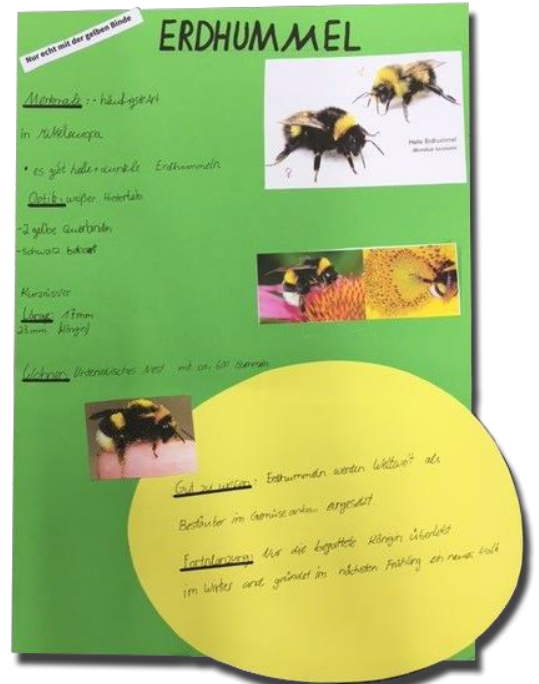 Nur echt mit der gelben Binde
ERDHUMMEL
Merkmale: - häufigste Art
in Mitteleuropa
• es gibt helle + dunkle Erdhummeln
Optik: weißer Hinterleib
- 2 gelbe Querbinden
- schwarz
Helle Erdhummel
Kurzrüssler
Länge: 17mm
23mm (Königin)
Wohnen: Unterirdisches Nest mit ca. 600 Hummeln
Gut zu wissen: Erdhummeln werden Weltweit als
Bestäuber im Gemüseanbau eingesetzt
Fortpflanzung: Nur die begattete Königin überlebt
im Winter und gründet im nächsten Frühling ein neues Volk